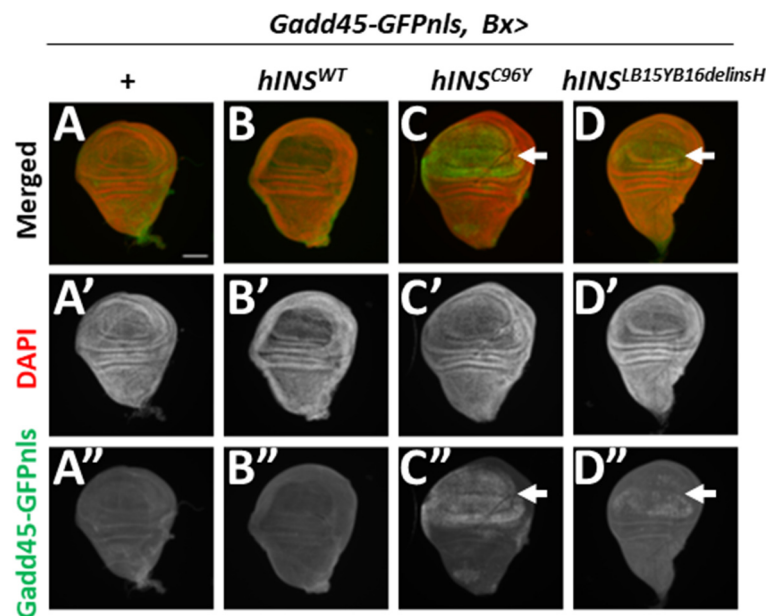 Gadd45-GFPnls, Bx>
+ hINS^WT hINS^C96Y hINS^LB15YB16delinsH
Merged A B C D
DAPI A’ B’ C’ D’
Gadd45-GFPnls A” B” C” D”